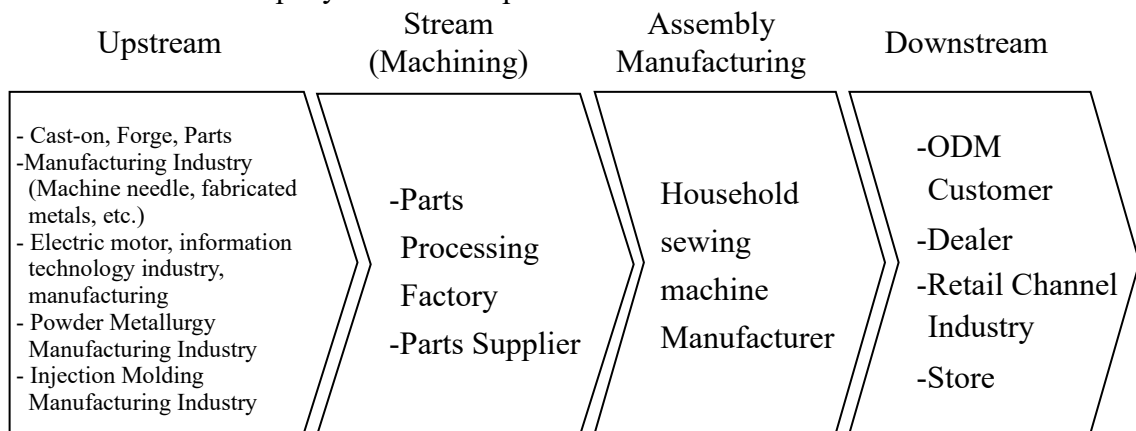 Upstream
- Cast-on, Forge, Parts
-Manufacturing Industry
(Machine needle, fabricated
metals, etc.)
- Electric motor, information
technology industry,
manufacturing
- Powder Metallurgy
Manufacturing Industry
- Injection Molding
Manufacturing Industry
Stream
(Machining)
-Parts
Processing
Factory
-Parts Supplier
Assembly
Manufacturing
Household
sewing
machine
Manufacturer
Downstream
-ODM
Customer
-Dealer
-Retail Channel
Industry
-Store